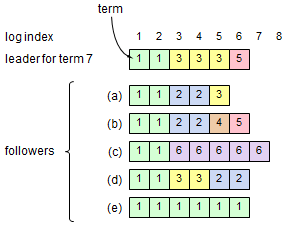 term
log index 1 2 3 4 5 6 7 8
leader for term 7 1 1 3 3 3 5
(a) 1 1 2 2 3
(b) 1 1 2 2 4 5
followers (c) 1 1 6 6 6 6 6
(d) 1 1 3 3 2 2
(e) 1 1 1 1 1 1